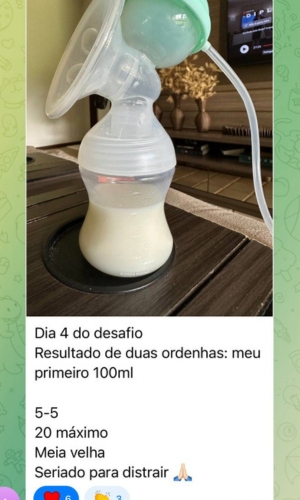 Dia 4 do desafio
Resultado de duas ordenhas: meu
primeiro 100ml
5-5
20 máximo
Meia velha
Seriado para distrair 🙏🏻
6
3